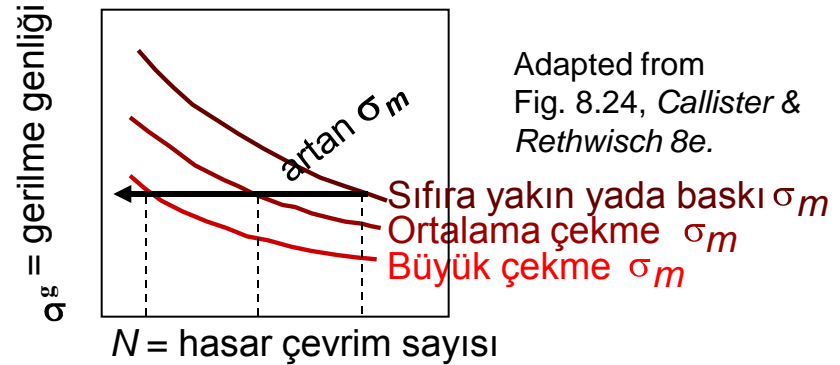 σg = gerilme genliği
artan σm
Adapted from
Fig. 8.24, Callister &
Rethwisch 8e.
Sıfıra yakın yada baskı σm
Ortalama çekme σm
Büyük çekme σm
N = hasar çevrim sayısı